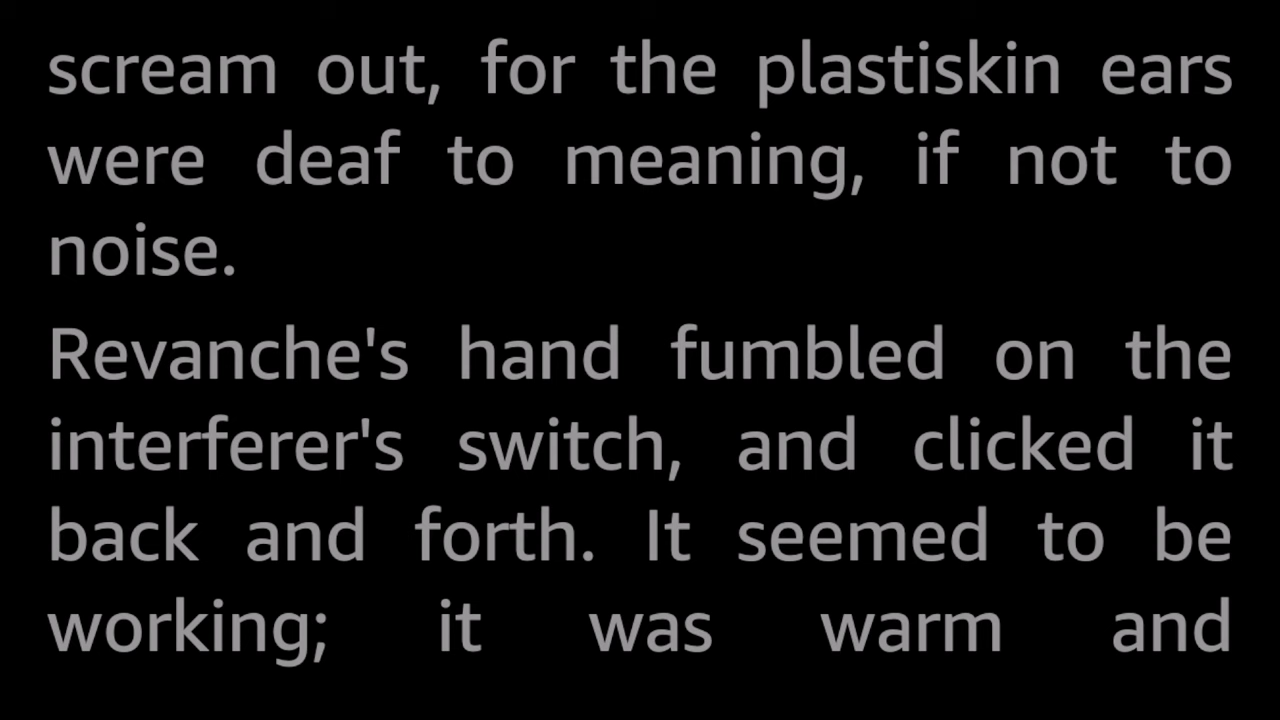 scream out, for the plastiskin ears
were deaf to meaning, if not to
noise.
Revanche's hand fumbled on the
interferer's switch, and clicked it
back and forth. It seemed to be
working; it was warm and